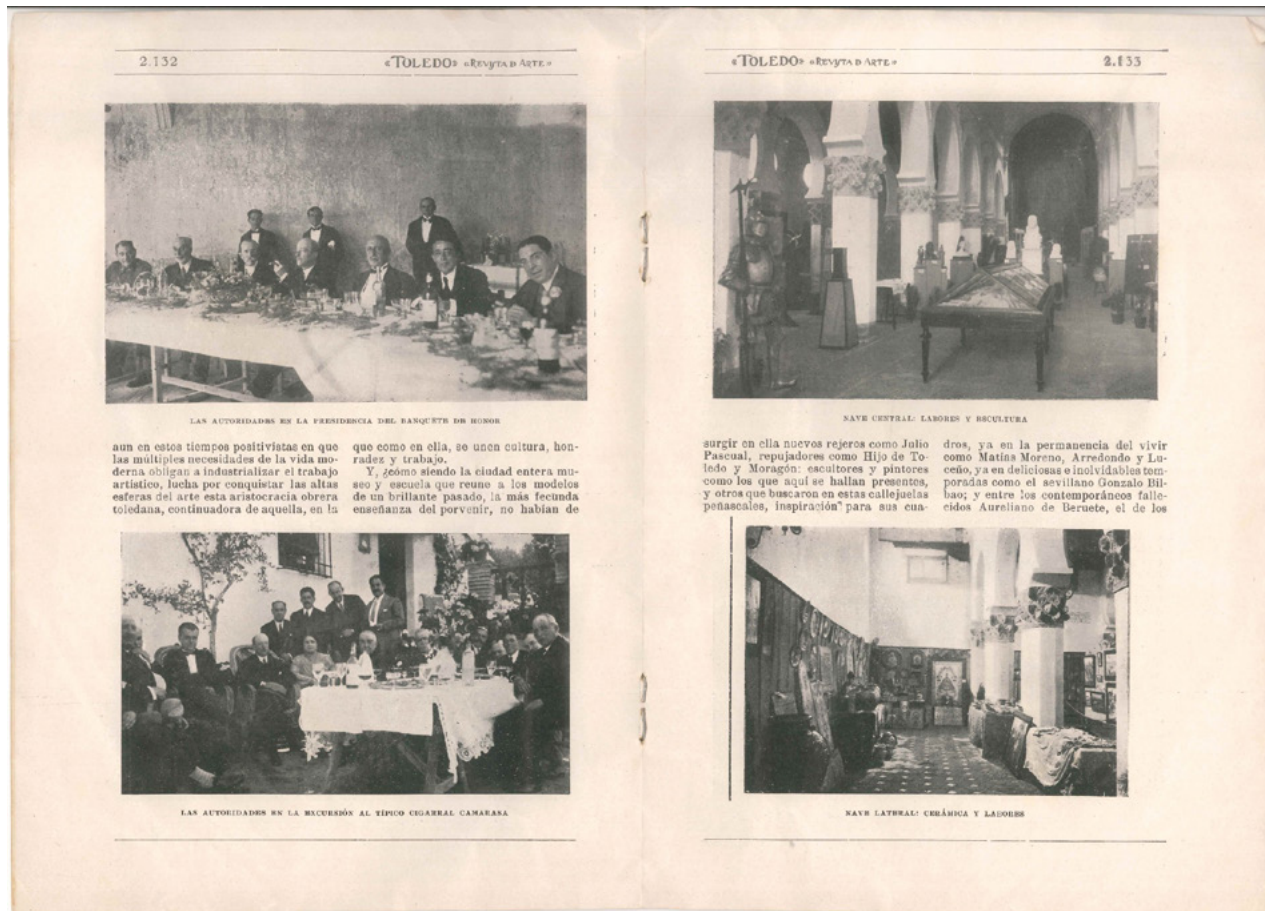 2.132
«TOLEDO» «REVISTA D ARTE»
LAS AUTORIDADES EN LA PRESIDENCIA DEL BANQUETE DE HONOR
aun en estos tiempos positivistas en que
las múltiples necesidades de la vida mo-
derna obligan a industrializar el trabajo
artístico, lucha por conquistar las altas
esferas del arte esta aristocracia obrera
toledana, continuadora de aquella, en la
que como en ella, se unen cultura, hon-
radez y trabajo.
Y, ¿cómo siendo la ciudad entera mu-
seo y escuela que reune a los modelos
de un brillante pasado, la más fecunda
enseñanza del porvenir, no habían de
LAS AUTORIDADES EN LA EXCURSIÓN AL TÍPICO CIGARRAL CAMARASA
«TOLEDO» «REVISTA D ARTE»
2.133
NAVE CENTRAL: LABORES Y ESCULTURA
surgir en ella nuevos rejeros como Julio
Pascual, repujadores como Hijo de To-
ledo y Moragón: escultores y pintores
como los que aquí se hallan presentes,
y otros que buscaron en estas callejuelas
peñascales, inspiración para sus cua-
dros, ya en la permanencia del vivir
como Matías Moreno, Arredondo y Lu-
ceño, ya en deliciosas e inolvidables tem-
poradas como el sevillano Gonzalo Bil-
bao; y entre los contemporáneos falle-
cidos Aureliano de Beruete, el de los
NAVE LATERAL: CERÁMICA Y LABORES